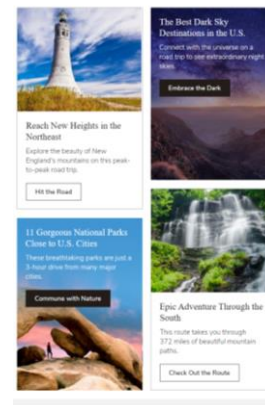 Reach New Heights in the
Northeast
Explore the beauty of New
England's mountains on this peak-
to-peak road trip.
Hit the Road
11 Gorgeous National Parks
Close to U.S. Cities
These breathtaking parks are just a
3-hour drive from many major
cities.
Commune with Nature
The Best Dark Sky
Destinations in the U.S.
Connect with the universe on a
road trip to see extraordinary night
skies.
Embrace the Dark
Epic Adventure Through the
South
This route takes you through
372 miles of beautiful mountain
paths.
Check Out the Route